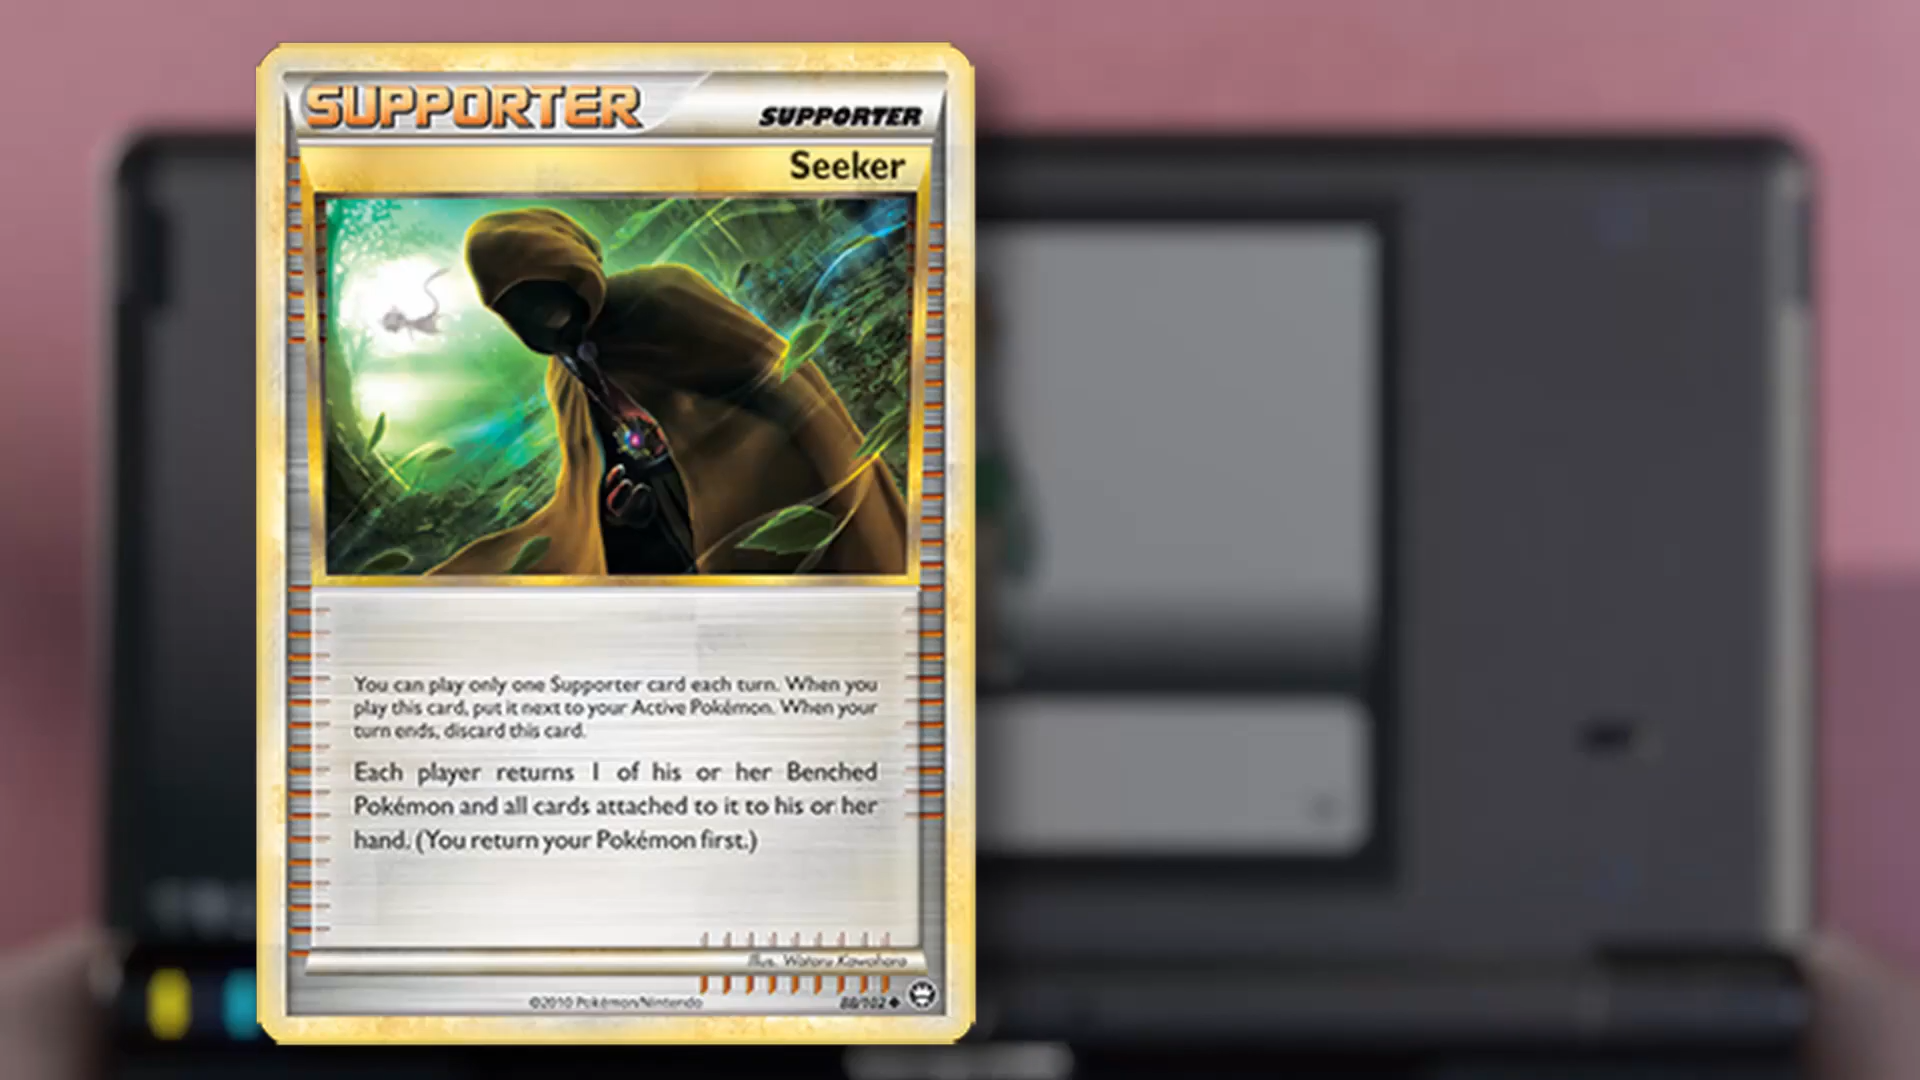 SUPPORTER
SUPPORTER
Seeker
You can play only one Supporter card each turn. When you
play this card, put it next to your Active Pokémon. When your
turn ends, discard this card.
Each player returns 1 of his or her Benched
Pokémon and all cards attached to it to his or her
hand. (You return your Pokémon first.)
Illus. Wataru Kawahara
©2010 Pokémon/Nintendo
88/102